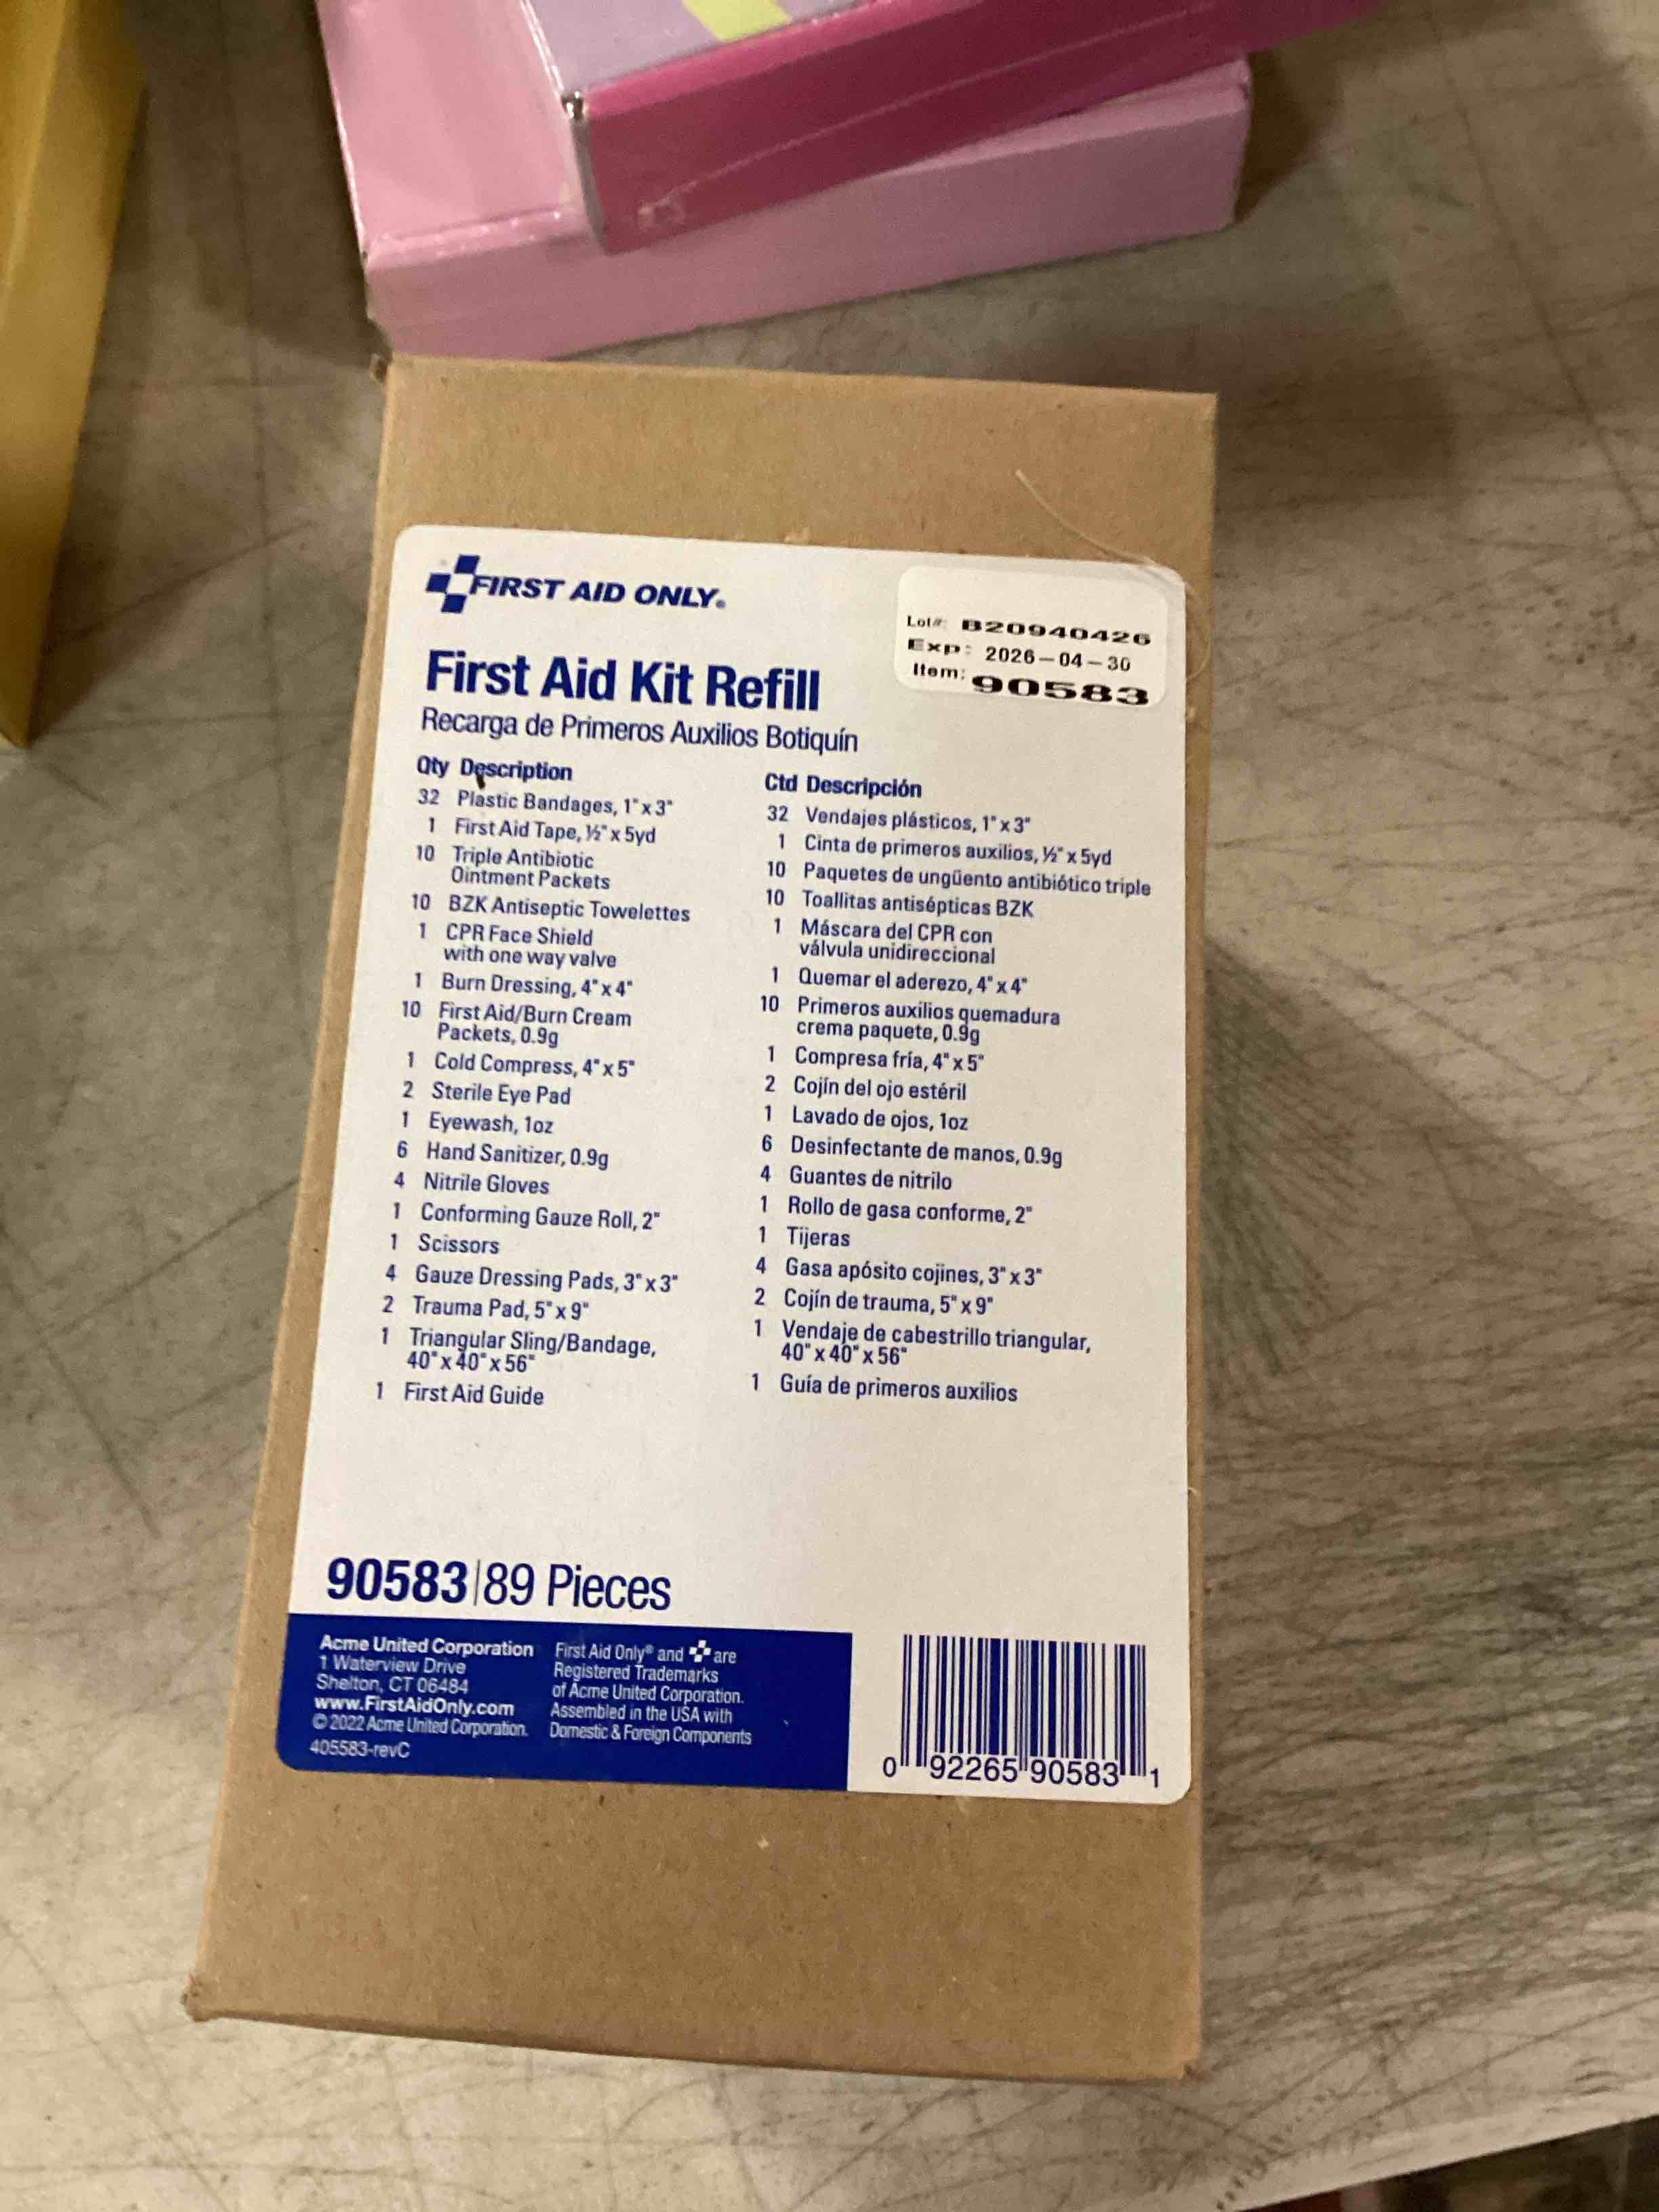 FIRST AID ONLY®
Lot#: B20940426
Exp: 2026-04-30
Item: 90583
First Aid Kit Refill
Recarga de Primeros Auxilios Botiquín
Qty Description
32 Plastic Bandages, 1" x 3"
1 First Aid Tape, ½" x 5yd
10 Triple Antibiotic
Ointment Packets
10 BZK Antiseptic Towelettes
1 CPR Face Shield
with one way valve
1 Burn Dressing, 4" x 4"
10 First Aid/Burn Cream
Packets, 0.9g
1 Cold Compress, 4" x 5"
2 Sterile Eye Pad
1 Eyewash, 1oz
6 Hand Sanitizer, 0.9g
4 Nitrile Gloves
1 Conforming Gauze Roll, 2"
1 Scissors
4 Gauze Dressing Pads, 3" x 3"
2 Trauma Pad, 5" x 9"
1 Triangular Sling/Bandage,
40" x 40" x 56"
1 First Aid Guide
Ctd Descripción
32 Vendajes plásticos, 1" x 3"
1 Cinta de primeros auxilios, ½" x 5yd
10 Paquetes de ungüento antibiótico triple
10 Toallitas antisépticas BZK
1 Máscara del CPR con
válvula unidireccional
1 Quemar el aderezo, 4" x 4"
10 Primeros auxilios quemadura
crema paquete, 0.9g
1 Compresa fría, 4" x 5"
2 Cojín del ojo estéril
1 Lavado de ojos, 1oz
6 Desinfectante de manos, 0.9g
4 Guantes de nitrilo
1 Rollo de gasa conforme, 2"
1 Tijeras
4 Gasa apósito cojines, 3" x 3"
2 Cojín de trauma, 5" x 9"
1 Vendaje de cabestrillo triangular,
40" x 40" x 56"
1 Guía de primeros auxilios
90583|89 Pieces
Acme United Corporation
1 Waterview Drive
Shelton, CT 06484
www.FirstAidOnly.com
© 2022 Acme United Corporation.
405583-revC
First Aid Only® and are
Registered Trademarks
of Acme United Corporation.
Assembled in the USA with
Domestic & Foreign Components
0 92265 90583 1